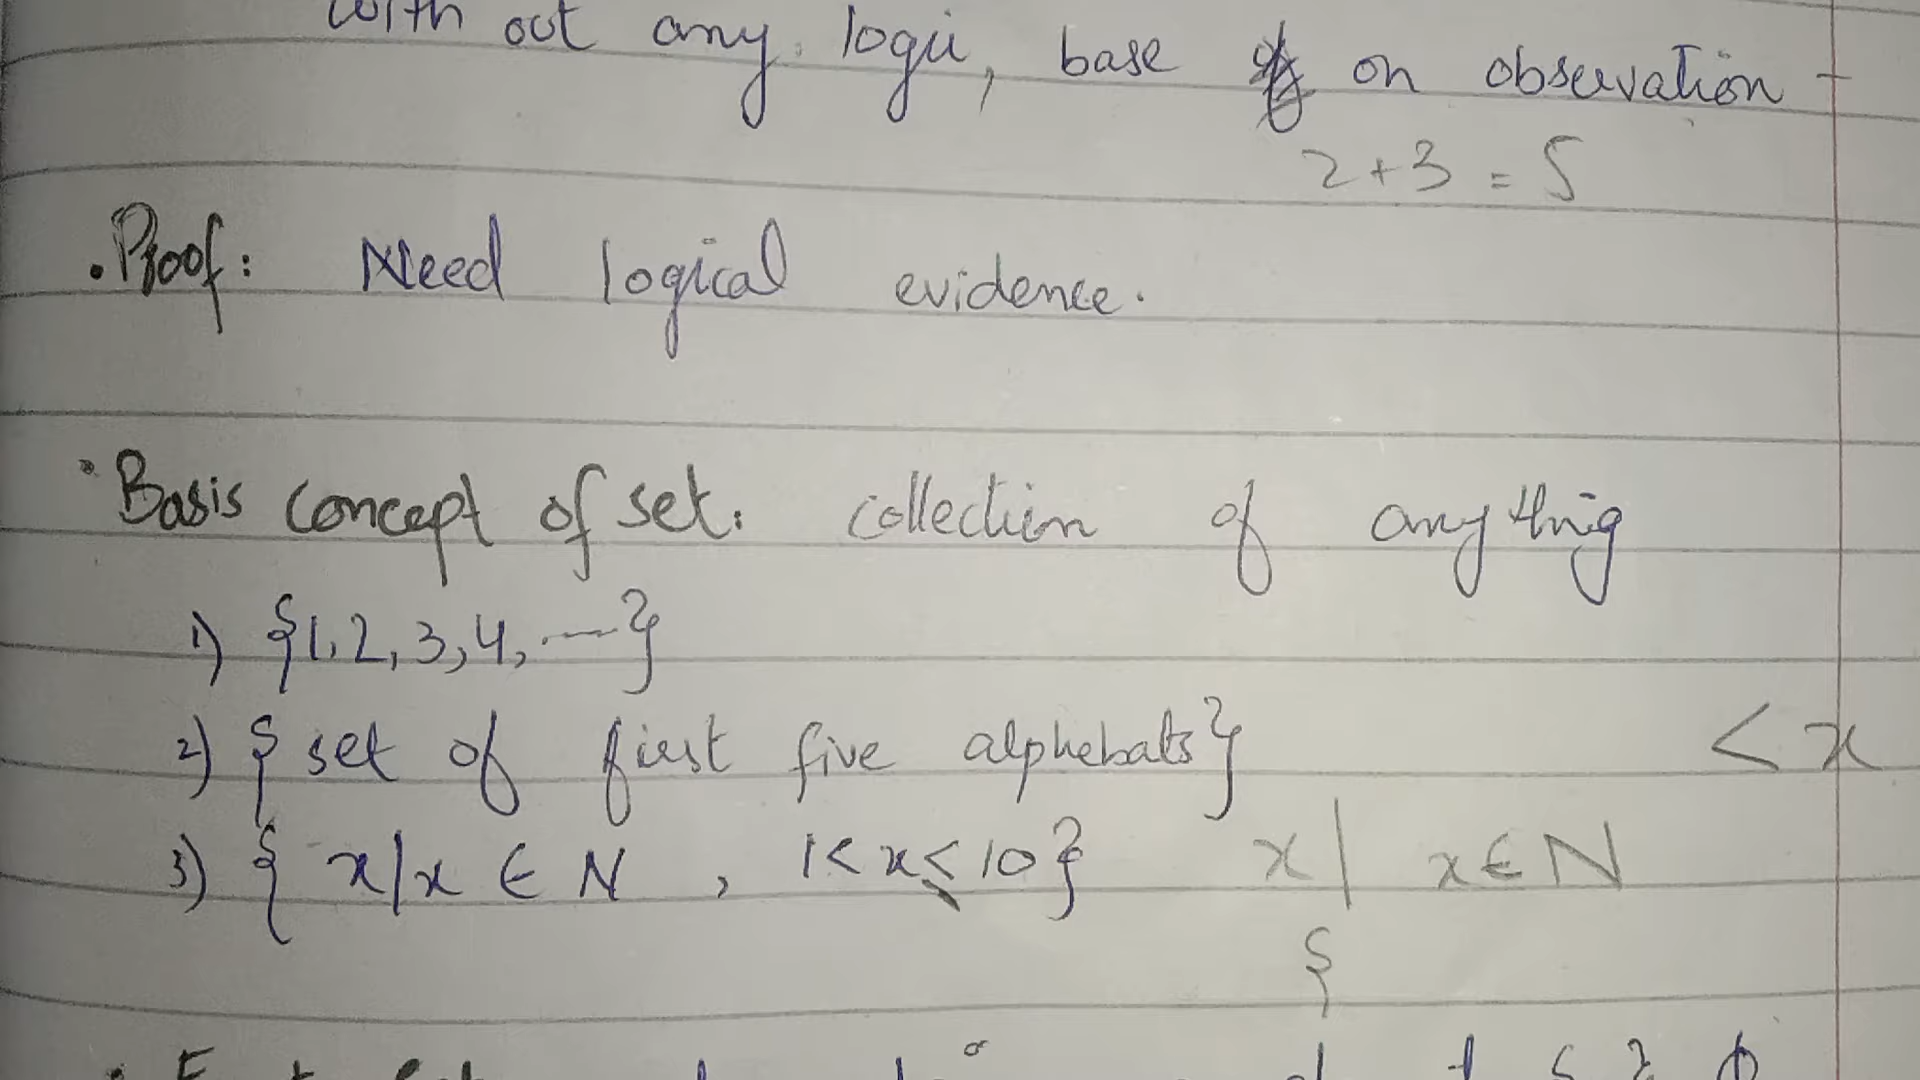 with out any logic, base on observation
2+3 = 5
• Proof: Need logical evidence.
• Basis concept of set: collection of any thing
1) {1, 2, 3, 4, ---}
2) { set of first five alphebats}
< x
3) { x/x ∈ N , 1< x ≤ 10}
x | x ∈ N
{